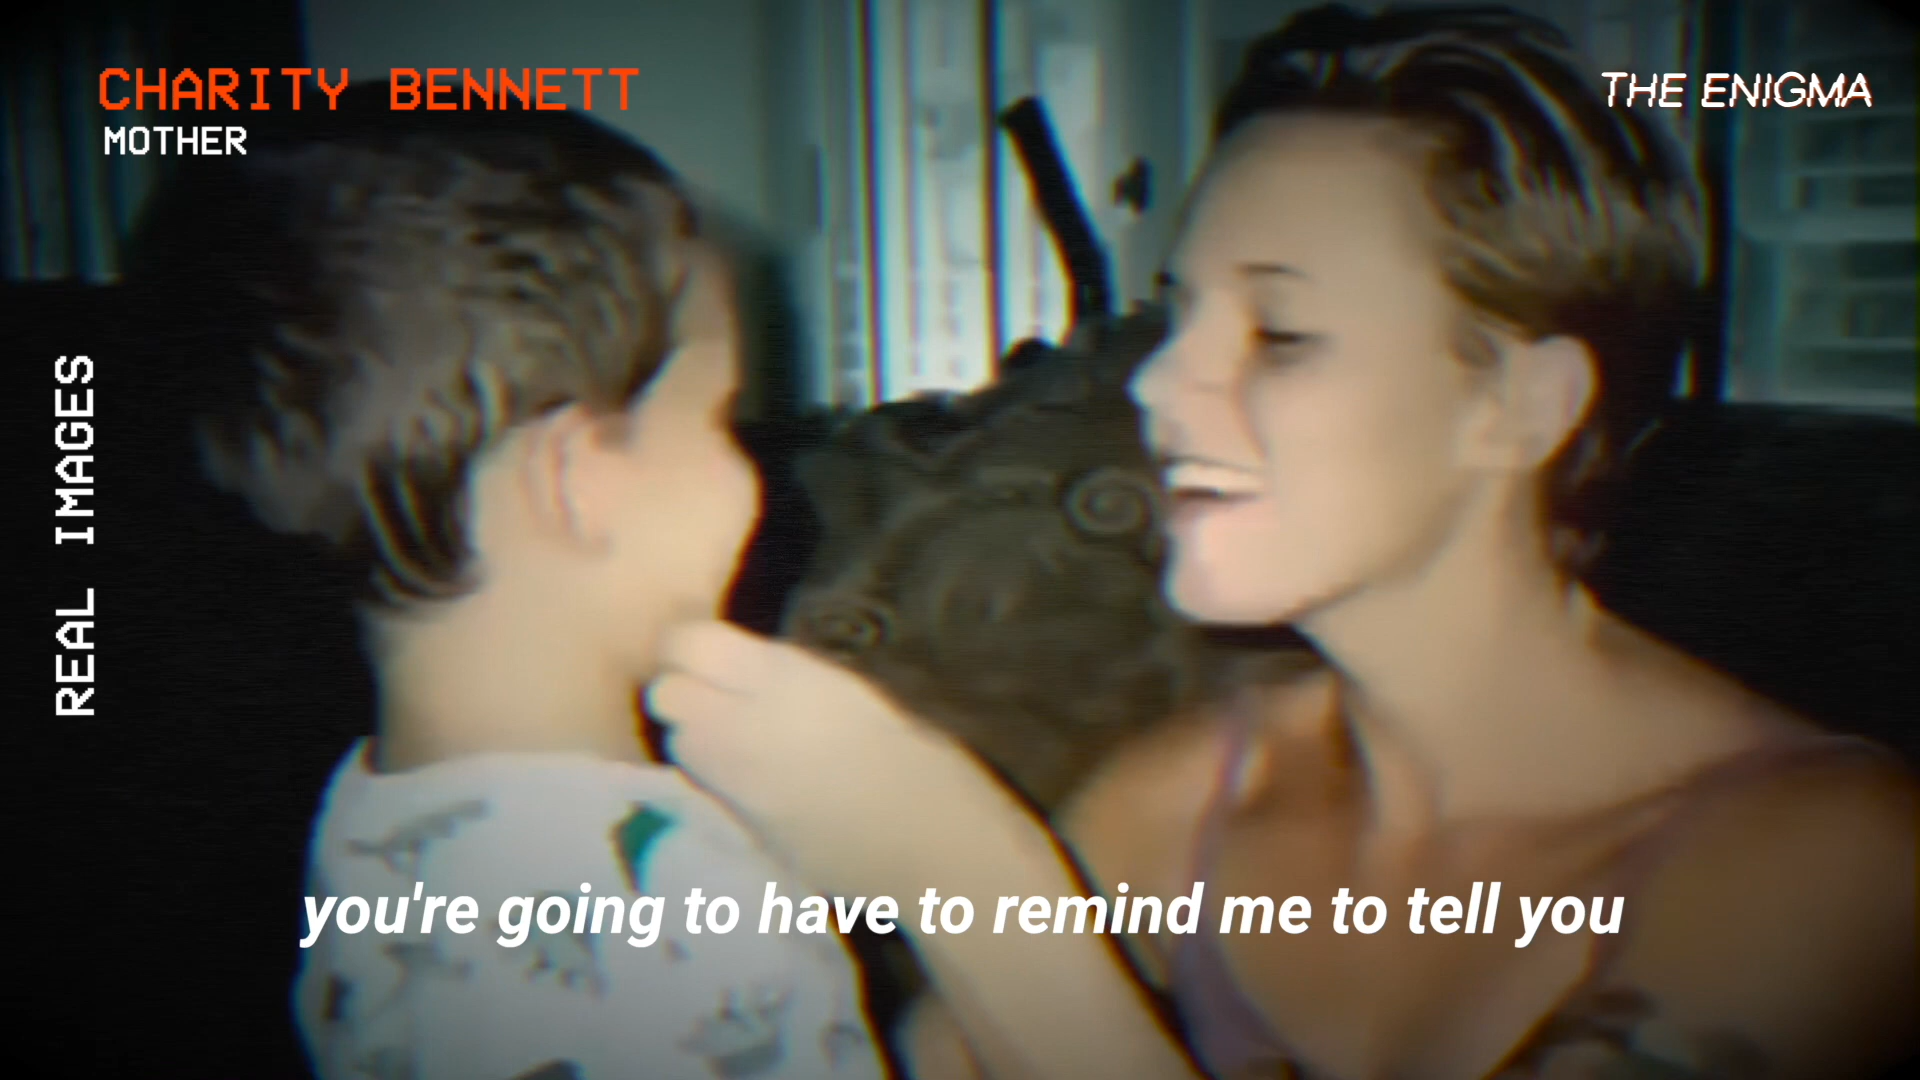 CHARITY BENNETT
MOTHER
THE ENIGMA
REAL IMAGES
you're going to have to remind me to tell you